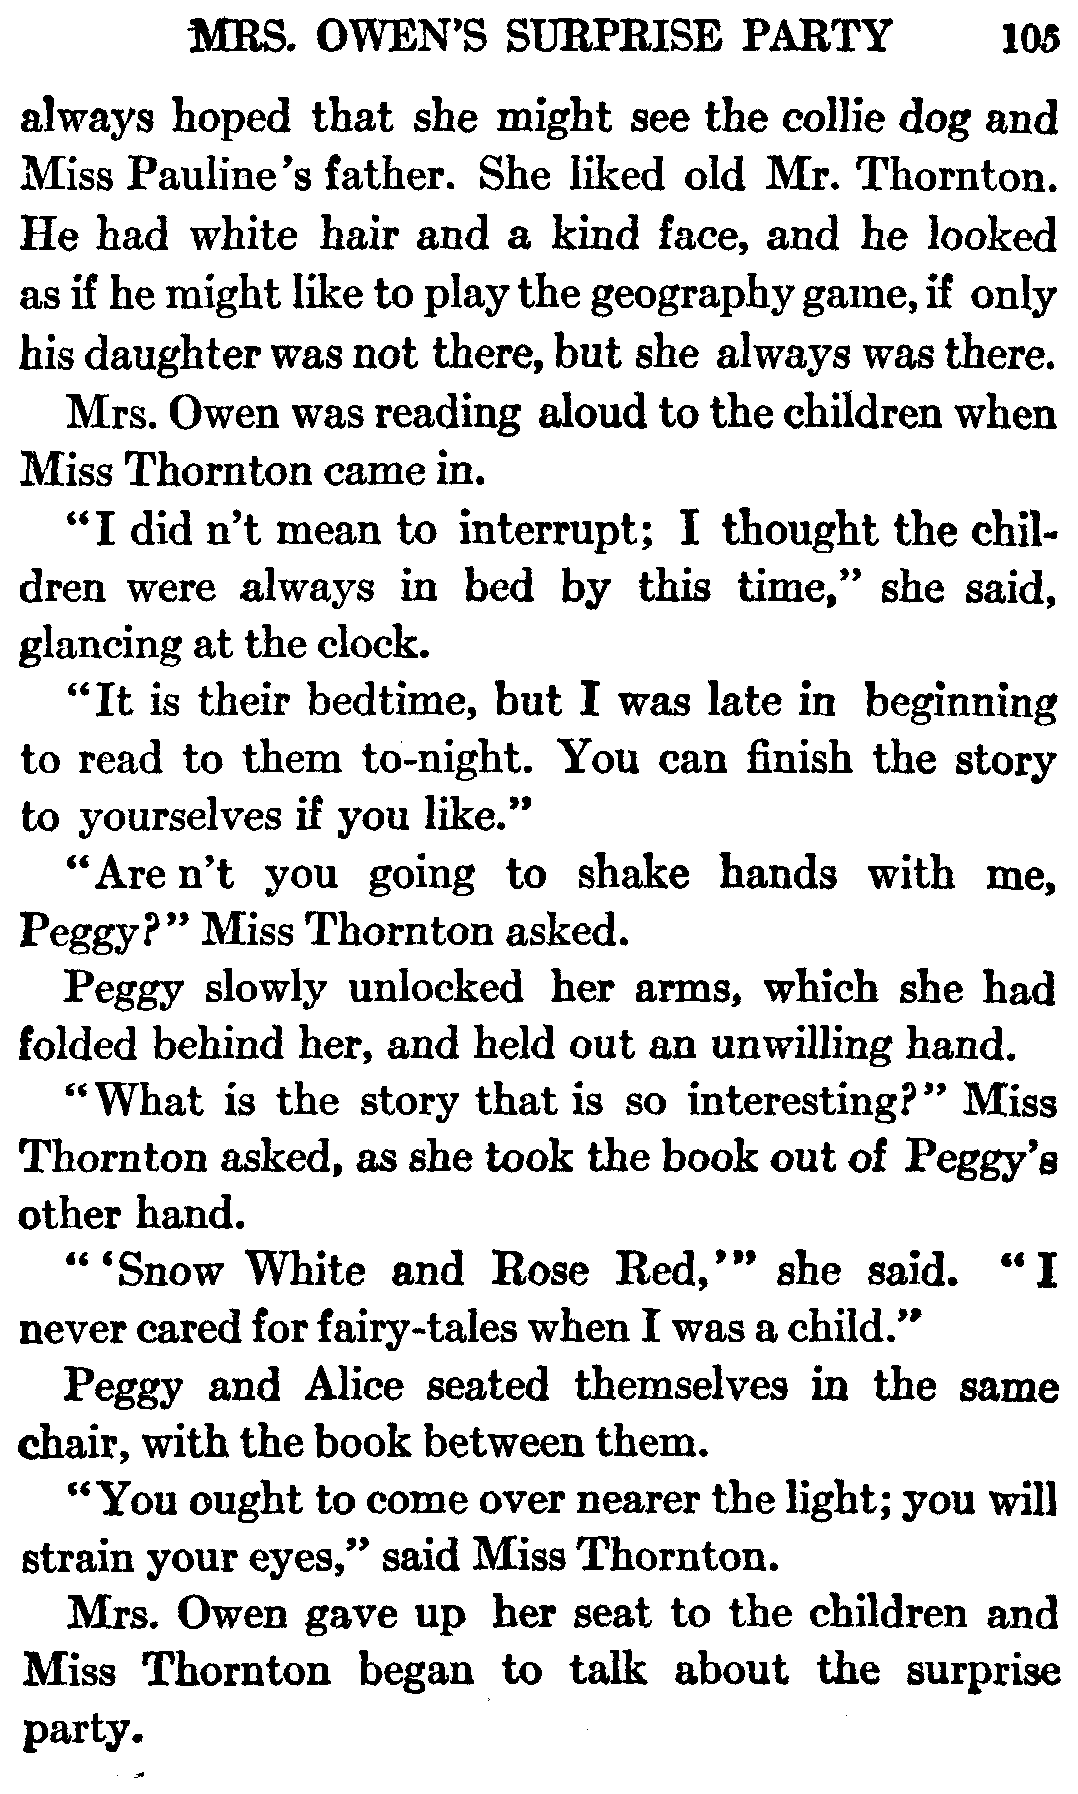 MRS. OWEN'S SURPRISE PARTY 105
always hoped that she might see the collie dog and
Miss Pauline's father. She liked old Mr. Thornton.
He had white hair and a kind face, and he looked
as if he might like to play the geography game, if only
his daughter was not there, but she always was there.
Mrs. Owen was reading aloud to the children when
Miss Thornton came in.
"I did n't mean to interrupt; I thought the chil-
dren were always in bed by this time," she said,
glancing at the clock.
"It is their bedtime, but I was late in beginning
to read to them to-night. You can finish the story
to yourselves if you like."
"Are n't you going to shake hands with me,
Peggy?" Miss Thornton asked.
Peggy slowly unlocked her arms, which she had
folded behind her, and held out an unwilling hand.
"What is the story that is so interesting?" Miss
Thornton asked, as she took the book out of Peggy's
other hand.
"'Snow White and Rose Red,'" she said. "I
never cared for fairy-tales when I was a child."
Peggy and Alice seated themselves in the same
chair, with the book between them.
"You ought to come over nearer the light; you will
strain your eyes," said Miss Thornton.
Mrs. Owen gave up her seat to the children and
Miss Thornton began to talk about the surprise
party.